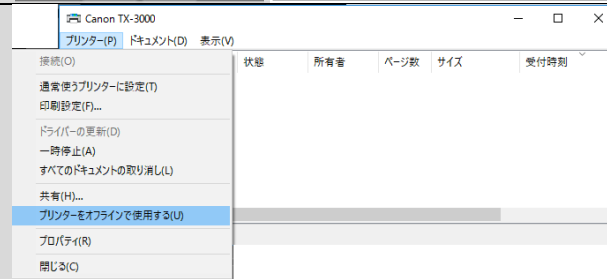 Canon TX-3000
プリンター(P) ドキュメント(D) 表示(V)
接続(O)
状態 所有者 ページ数 サイズ 受付時刻
通常使うプリンターに設定(T)
印刷設定(F)...
ドライバーの更新(D)
一時停止(A)
すべてのドキュメントの取り消し(L)
共有(H)...
プリンターをオフラインで使用する(U)
プロパティ(R)
閉じる(C)